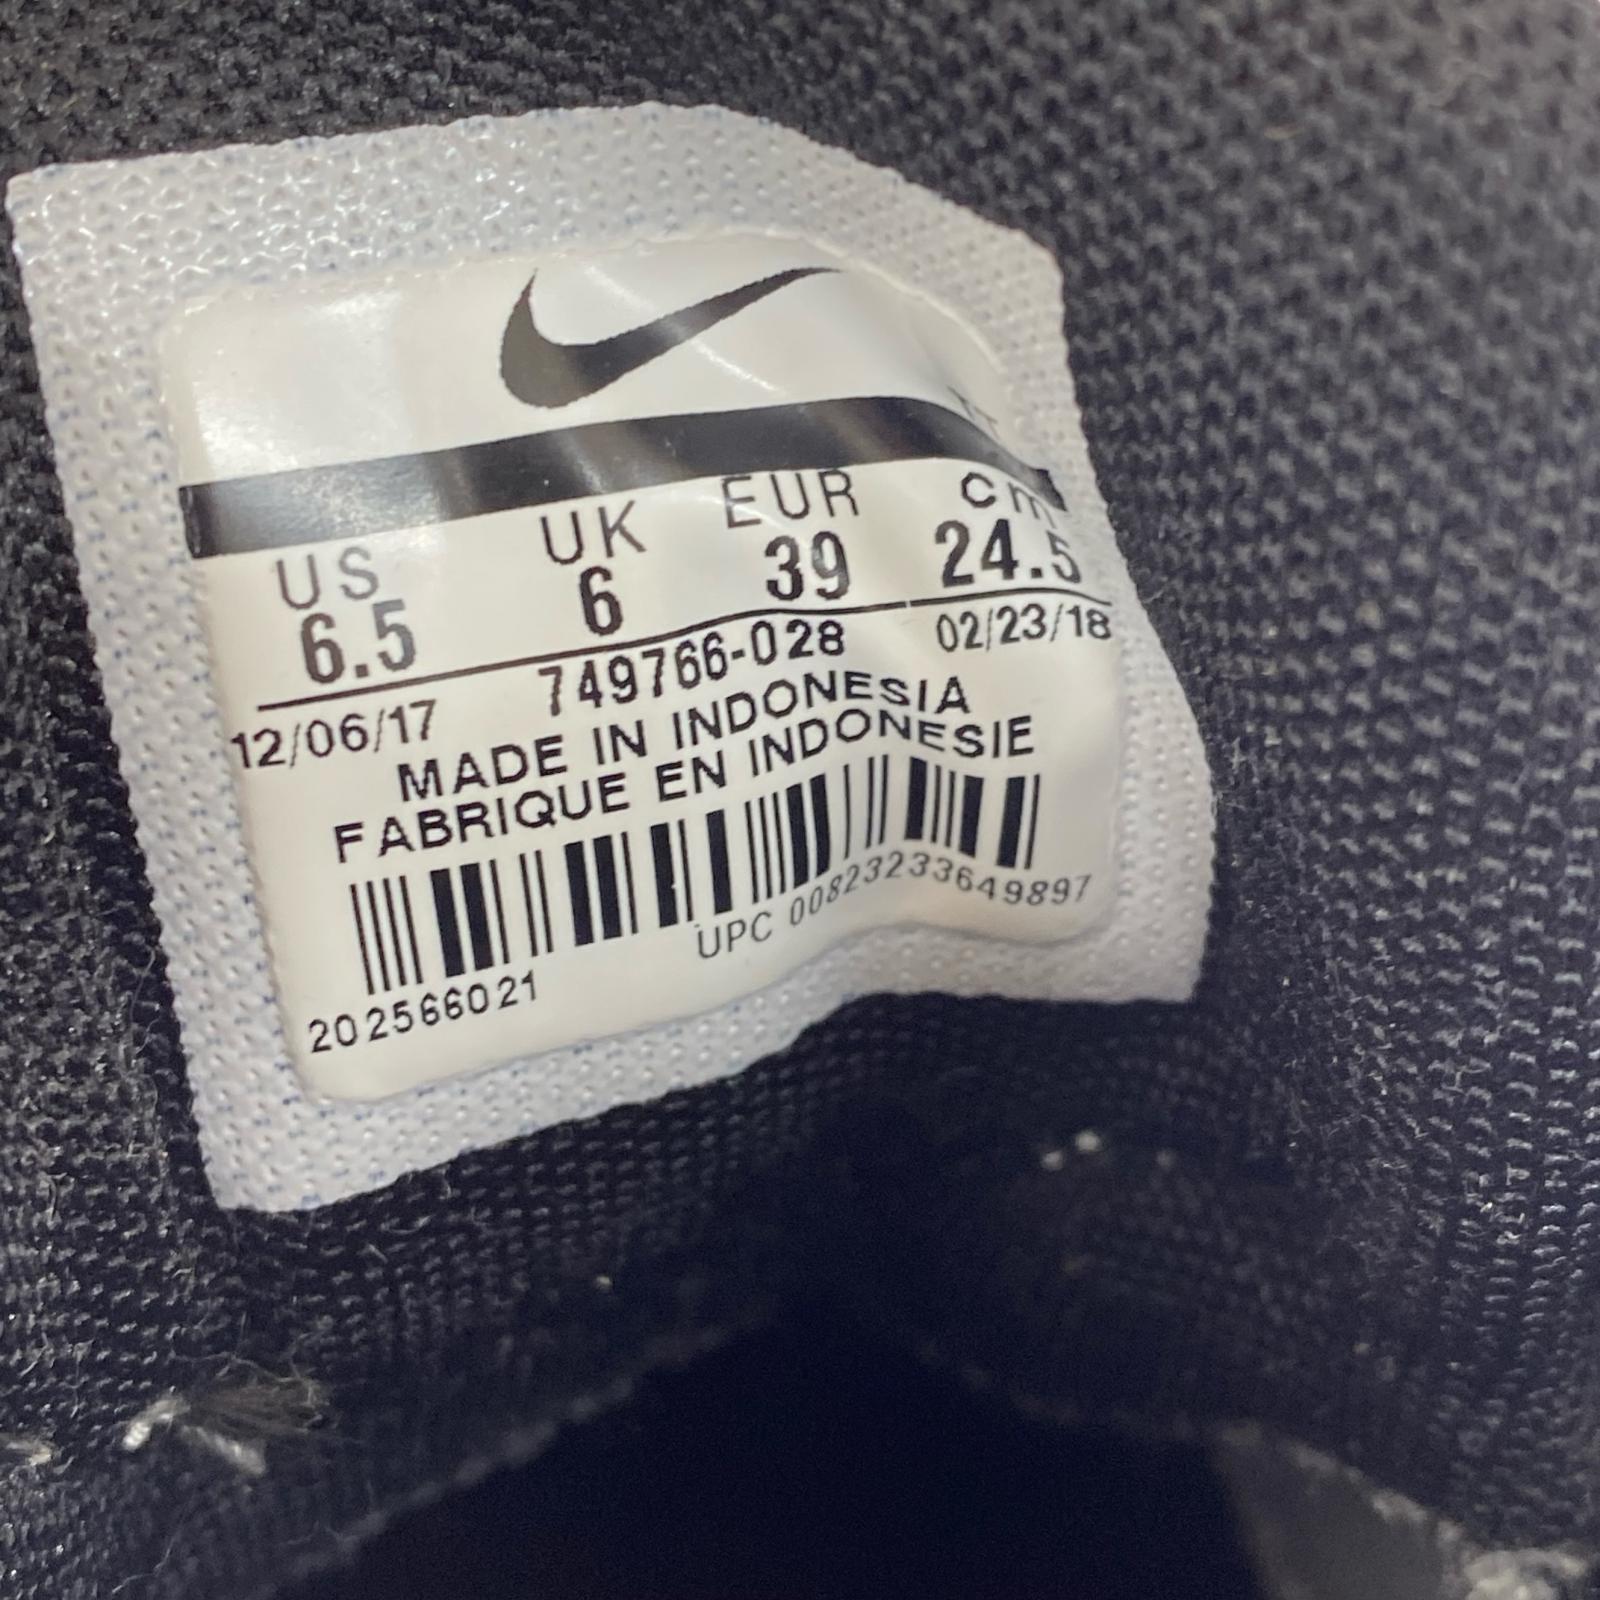 US UK EUR cm
6.5 6 39 24.5
12/06/17 749766-028 02/23/18
MADE IN INDONESIA
FABRIQUE EN INDONESIE
UPC 00823233649897
2025566021